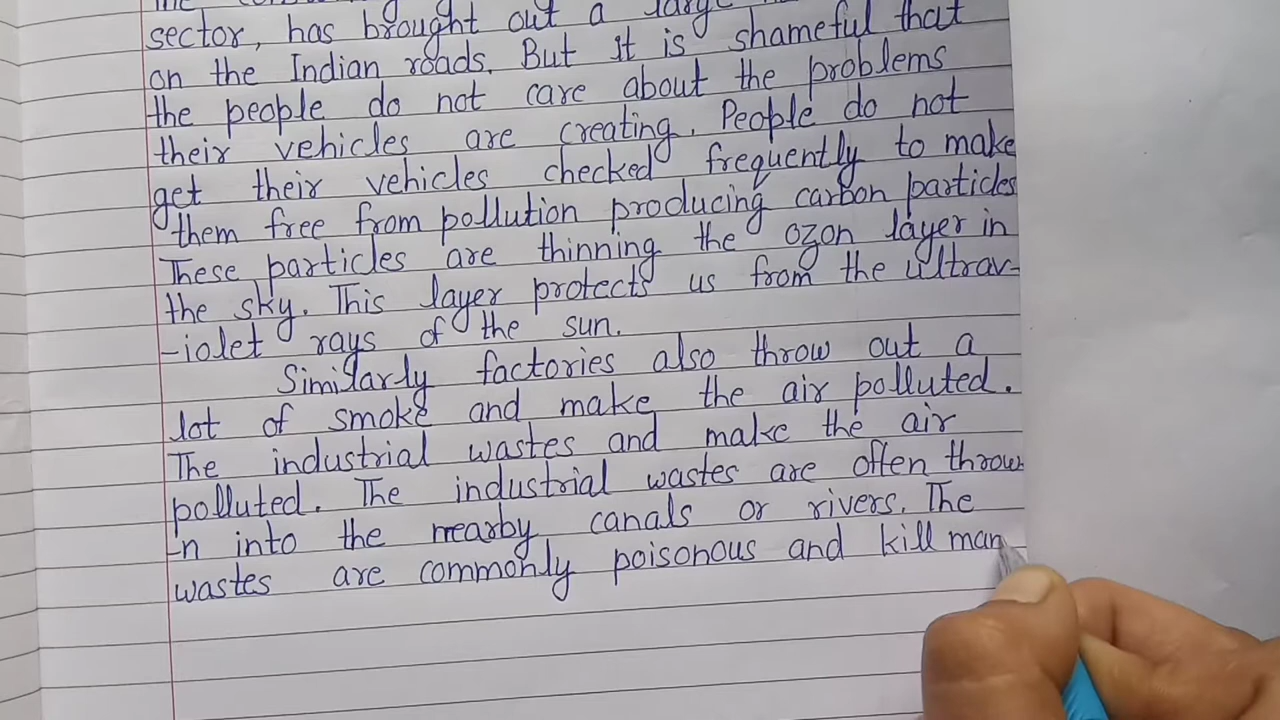 sector, has brought out a large
on the Indian roads. But it is shameful that
the people do not care about the problems
their vehicles are creating. People do not
get their vehicles checked frequently to make
them free from pollution producing carbon particles
These particles are thinning the ozon layer in
the sky. This layer protects us from the ultrav-
-iolet rays of the sun.
Similarly factories also throw out a
lot of smoke and make the air polluted.
The industrial wastes and make the air
polluted. The industrial wastes are often throw-
-n into the nearby canals or rivers. The
wastes are commonly poisonous and kill man